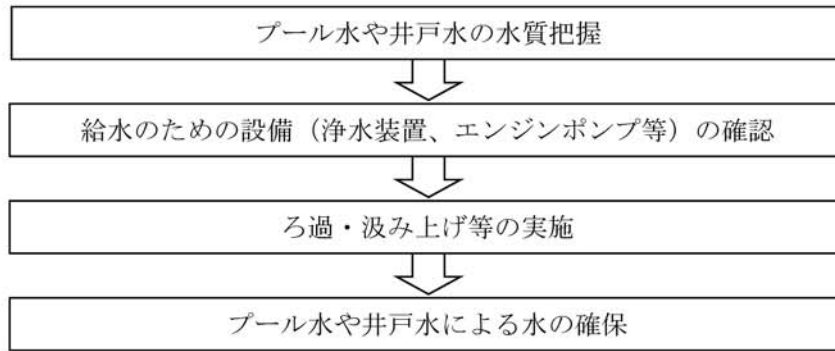 プール水や井戸水の水質把握
給水のための設備（浄水装置、エンジンポンプ等）の確認
ろ過・汲み上げ等の実施
プール水や井戸水による水の確保